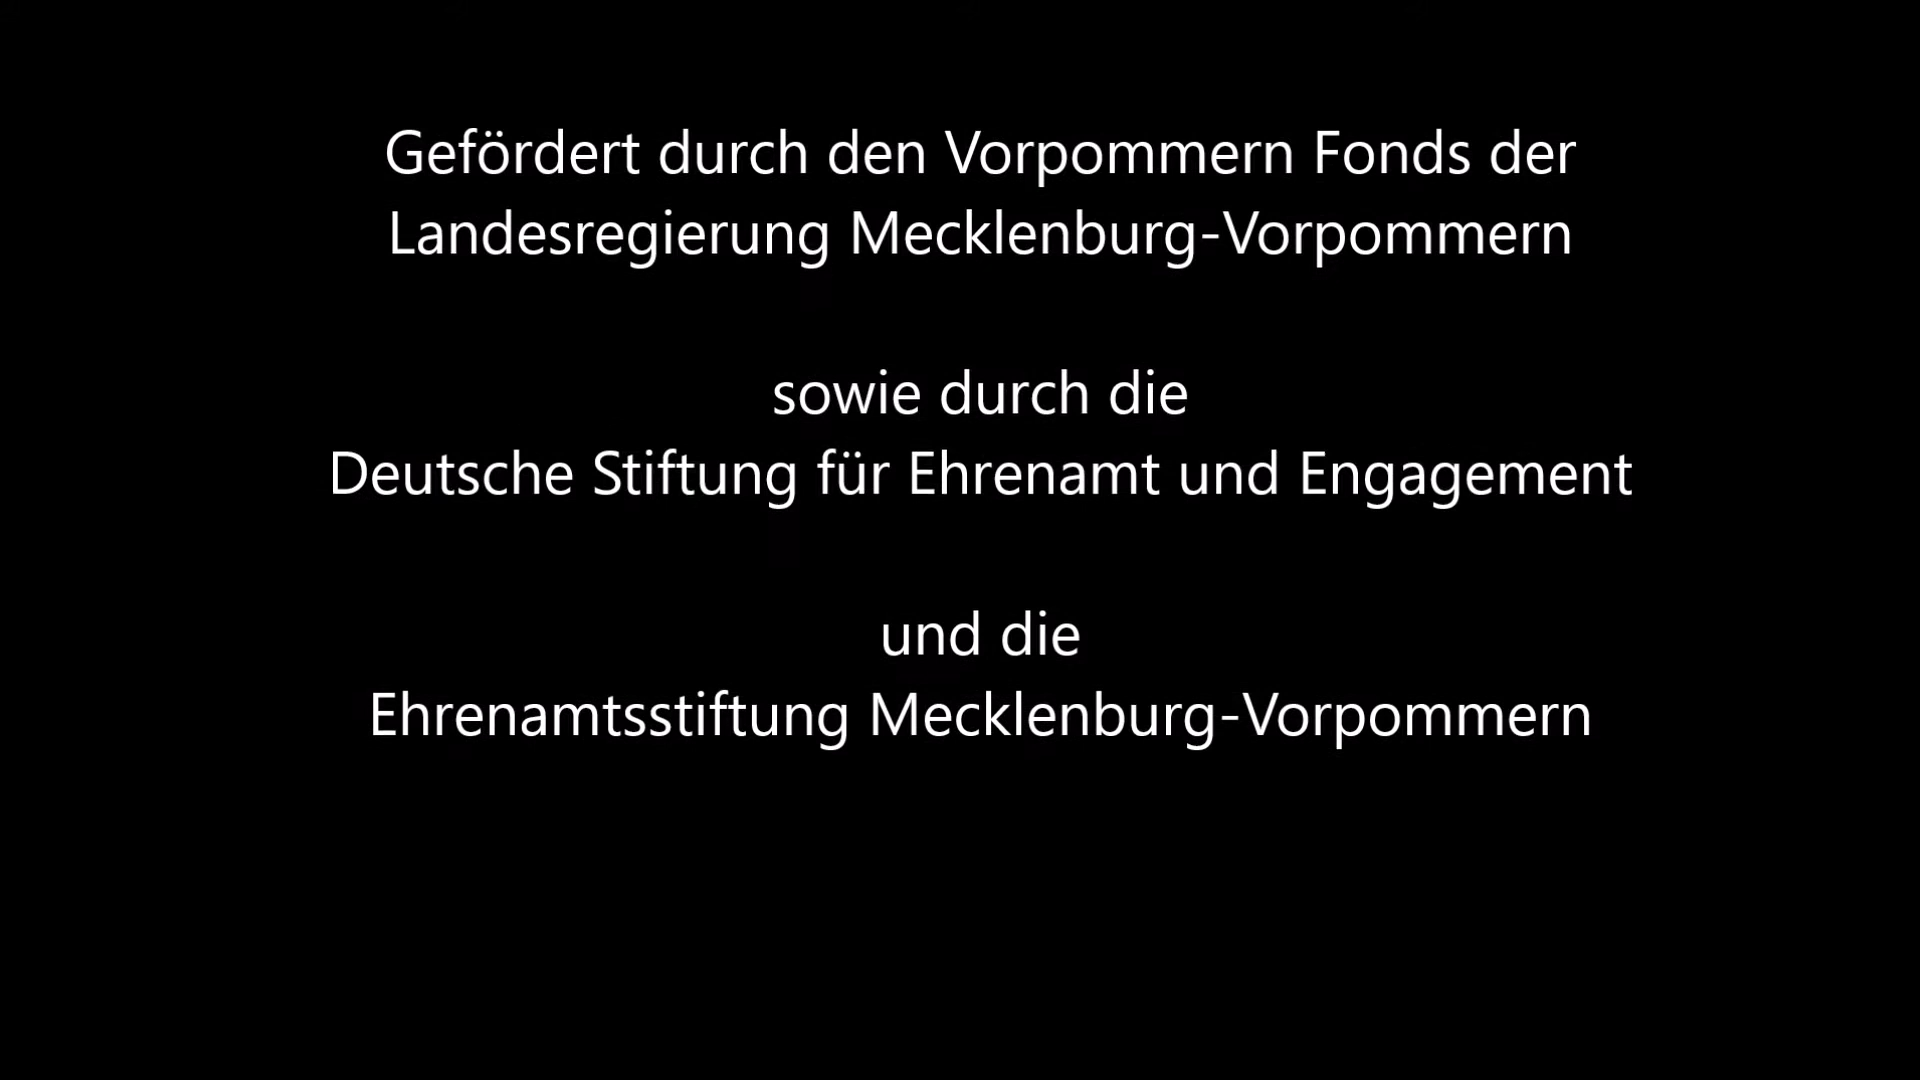 Gefördert durch den Vorpommern Fonds der
Landesregierung Mecklenburg-Vorpommern
sowie durch die
Deutsche Stiftung für Ehrenamt und Engagement
und die
Ehrenamtsstiftung Mecklenburg-Vorpommern